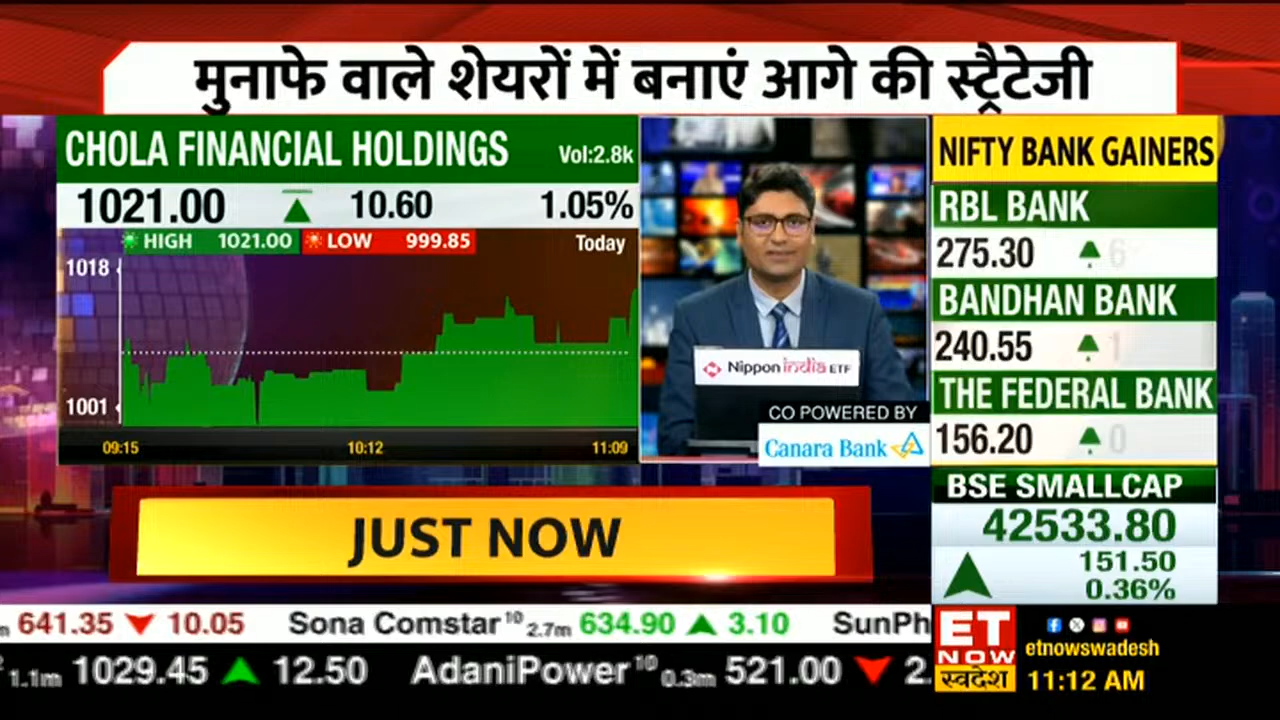 मुनाफे वाले शेयरों में बनाएं आगे की स्ट्रैटेजी
CHOLA FINANCIAL HOLDINGS Vol:2.8k
1021.00 10.60 1.05%
HIGH 1021.00 LOW 999.85 Today
1018
1001
09:15 10:12 11:09
Nippon india ETF
CO POWERED BY
Canara Bank
NIFTY BANK GAINERS
RBL BANK
275.30
BANDHAN BANK
240.55
THE FEDERAL BANK
156.20
BSE SMALLCAP
42533.80
151.50
0.36%
JUST NOW
641.35 10.05 Sona Comstar 10 2.7m 634.90 3.10 SunPh
1.1m 1029.45 12.50 AdaniPower 10 0.3m 521.00 2.
ET
NOW
स्वदेश
etnowswadesh
11:12 AM